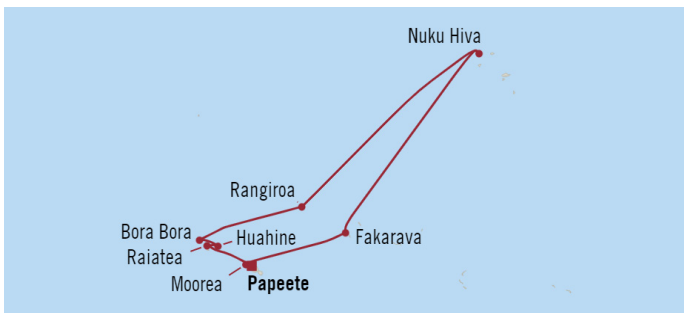 Nuku Hiva
Rangiroa
Bora Bora
Huahine
Fakarava
Raiatea
Moorea
Papeete